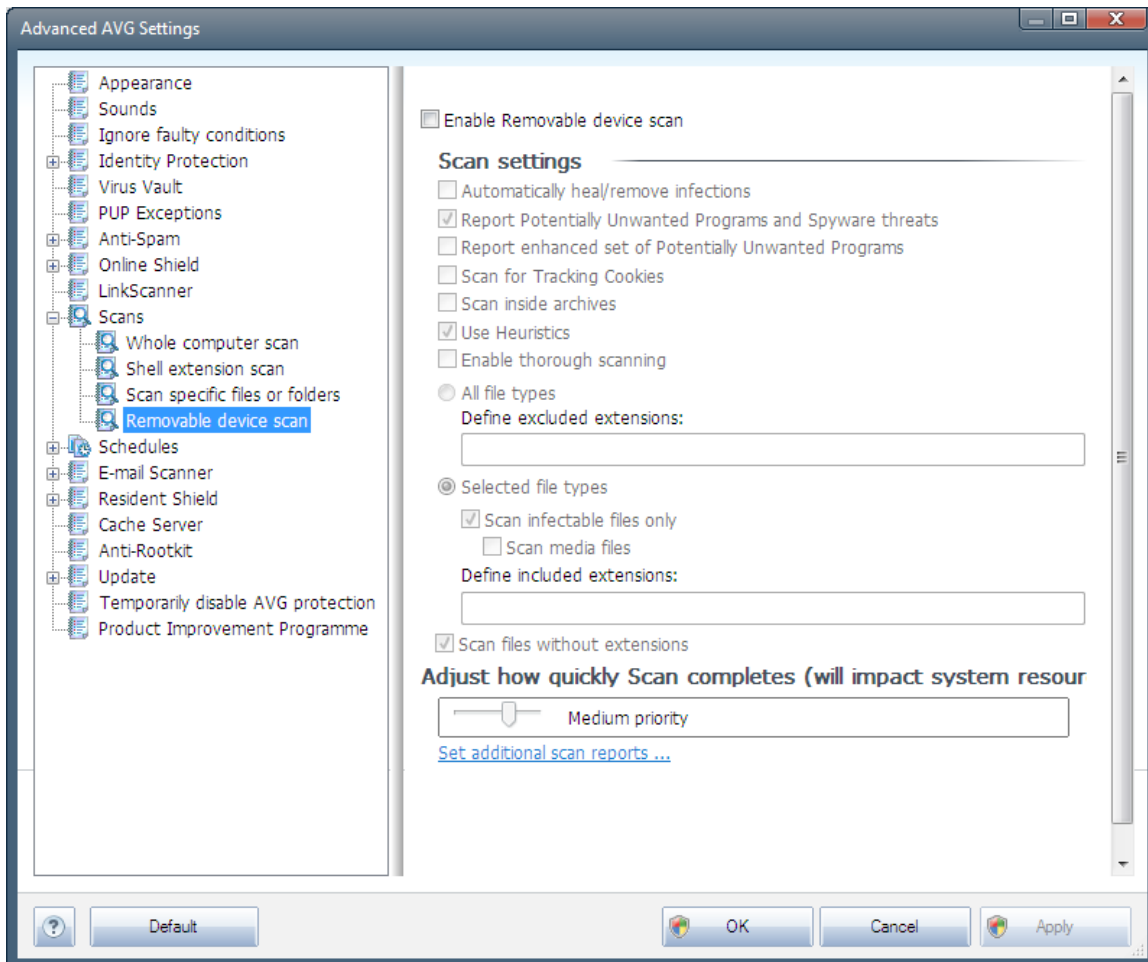 Advanced AVG Settings
Appearance
Sounds
Ignore faulty conditions
Identity Protection
Virus Vault
PUP Exceptions
Anti-Spam
Online Shield
LinkScanner
Scans
Whole computer scan
Shell extension scan
Scan specific files or folders
Removable device scan
Schedules
E-mail Scanner
Resident Shield
Cache Server
Anti-Rootkit
Update
Temporarily disable AVG protection
Product Improvement Programme
Enable Removable device scan
Scan settings
Automatically heal/remove infections
Report Potentially Unwanted Programs and Spyware threats
Report enhanced set of Potentially Unwanted Programs
Scan for Tracking Cookies
Scan inside archives
Use Heuristics
Enable thorough scanning
All file types
Define excluded extensions:
Selected file types
Scan infectable files only
Scan media files
Define included extensions:
Scan files without extensions
Adjust how quickly Scan completes (will impact system resour
Medium priority
Set additional scan reports ...
? Default OK Cancel Apply